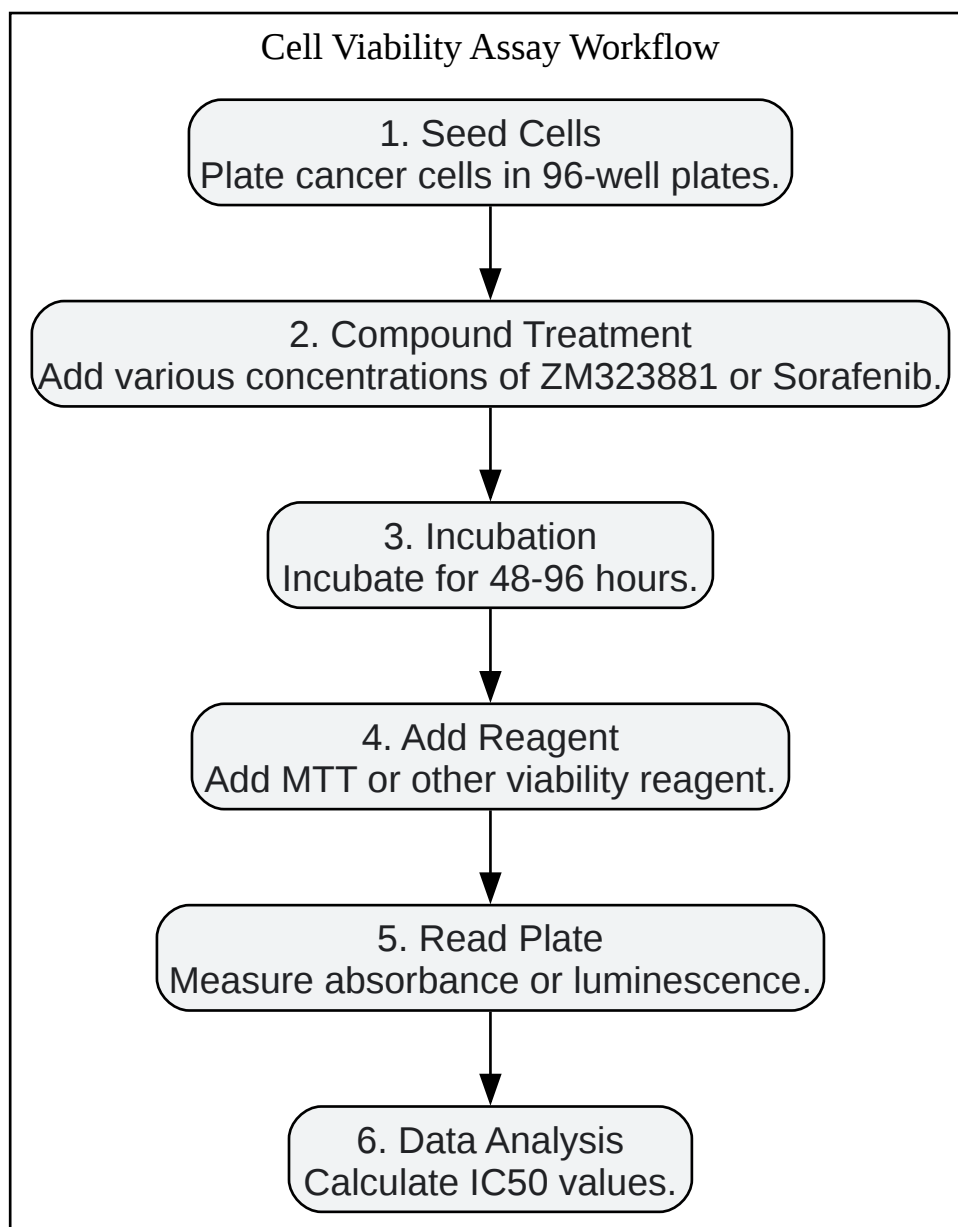 Cell Viability Assay Workflow
1. Seed Cells
Plate cancer cells in 96-well plates.
2. Compound Treatment
Add various concentrations of ZM323881 or Sorafenib.
3. Incubation
Incubate for 48-96 hours.
4. Add Reagent
Add MTT or other viability reagent.
5. Read Plate
Measure absorbance or luminescence.
6. Data Analysis
Calculate IC50 values.